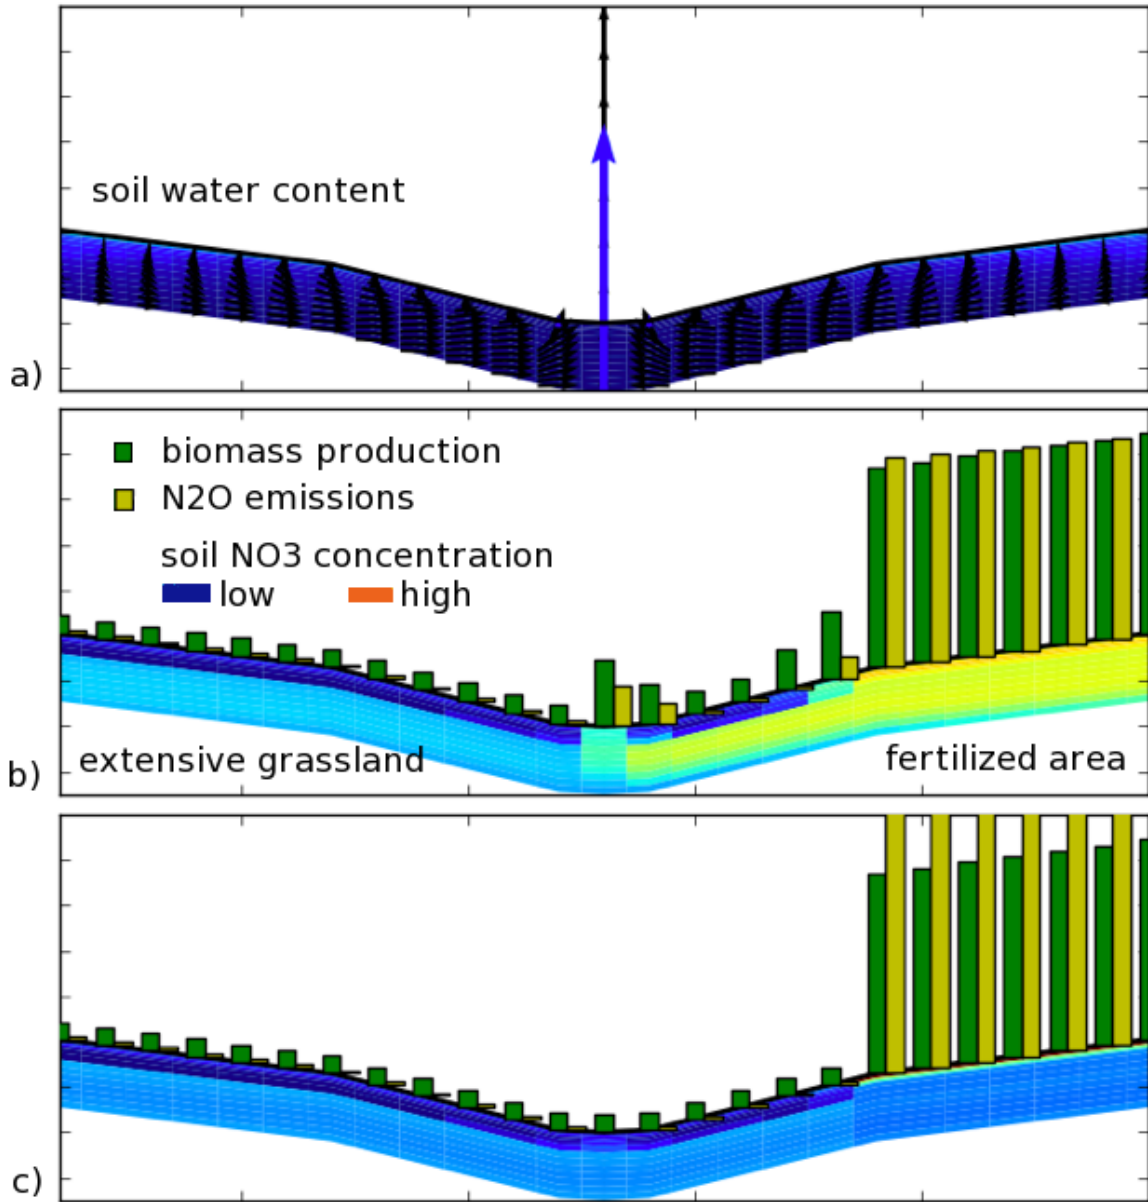 soil water content
a)
biomass production
N2O emissions
soil NO3 concentration
low high
extensive grassland fertilized area
b)
c)